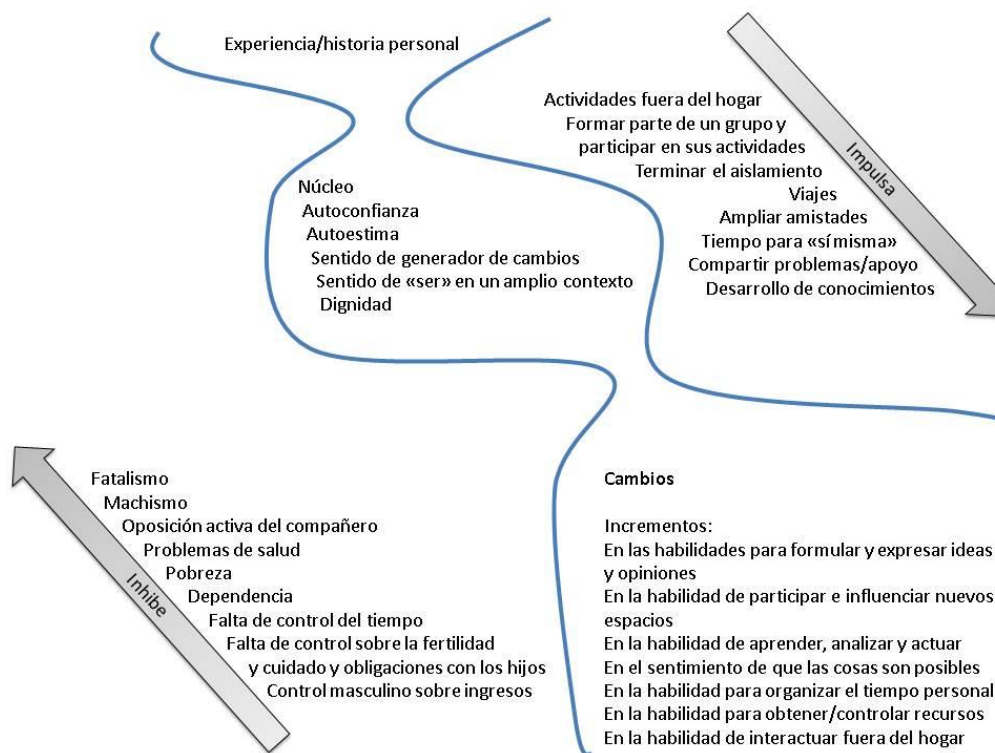 Experiencia/historia personal
Actividades fuera del hogar
Formar parte de un grupo y
participar en sus actividades
Terminar el aislamiento
Viajes
Ampliar amistades
Tiempo para «sí misma»
Compartir problemas/apoyo
Desarrollo de conocimientos
Impulsa
Núcleo
Autoconfianza
Autoestima
Sentido de generador de cambios
Sentido de «ser» en un amplio contexto
Dignidad
Fatalismo
Machismo
Oposición activa del compañero
Problemas de salud
Pobreza
Dependencia
Falta de control del tiempo
Falta de control sobre la fertilidad
y cuidado y obligaciones con los hijos
Control masculino sobre ingresos
Inhibe
Cambios
Incrementos:
En las habilidades para formular y expresar ideas
y opiniones
En la habilidad de participar e influenciar nuevos
espacios
En la habilidad de aprender, analizar y actuar
En el sentimiento de que las cosas son posibles
En la habilidad para organizar el tiempo personal
En la habilidad para obtener/controlar recursos
En la habilidad de interactuar fuera del hogar